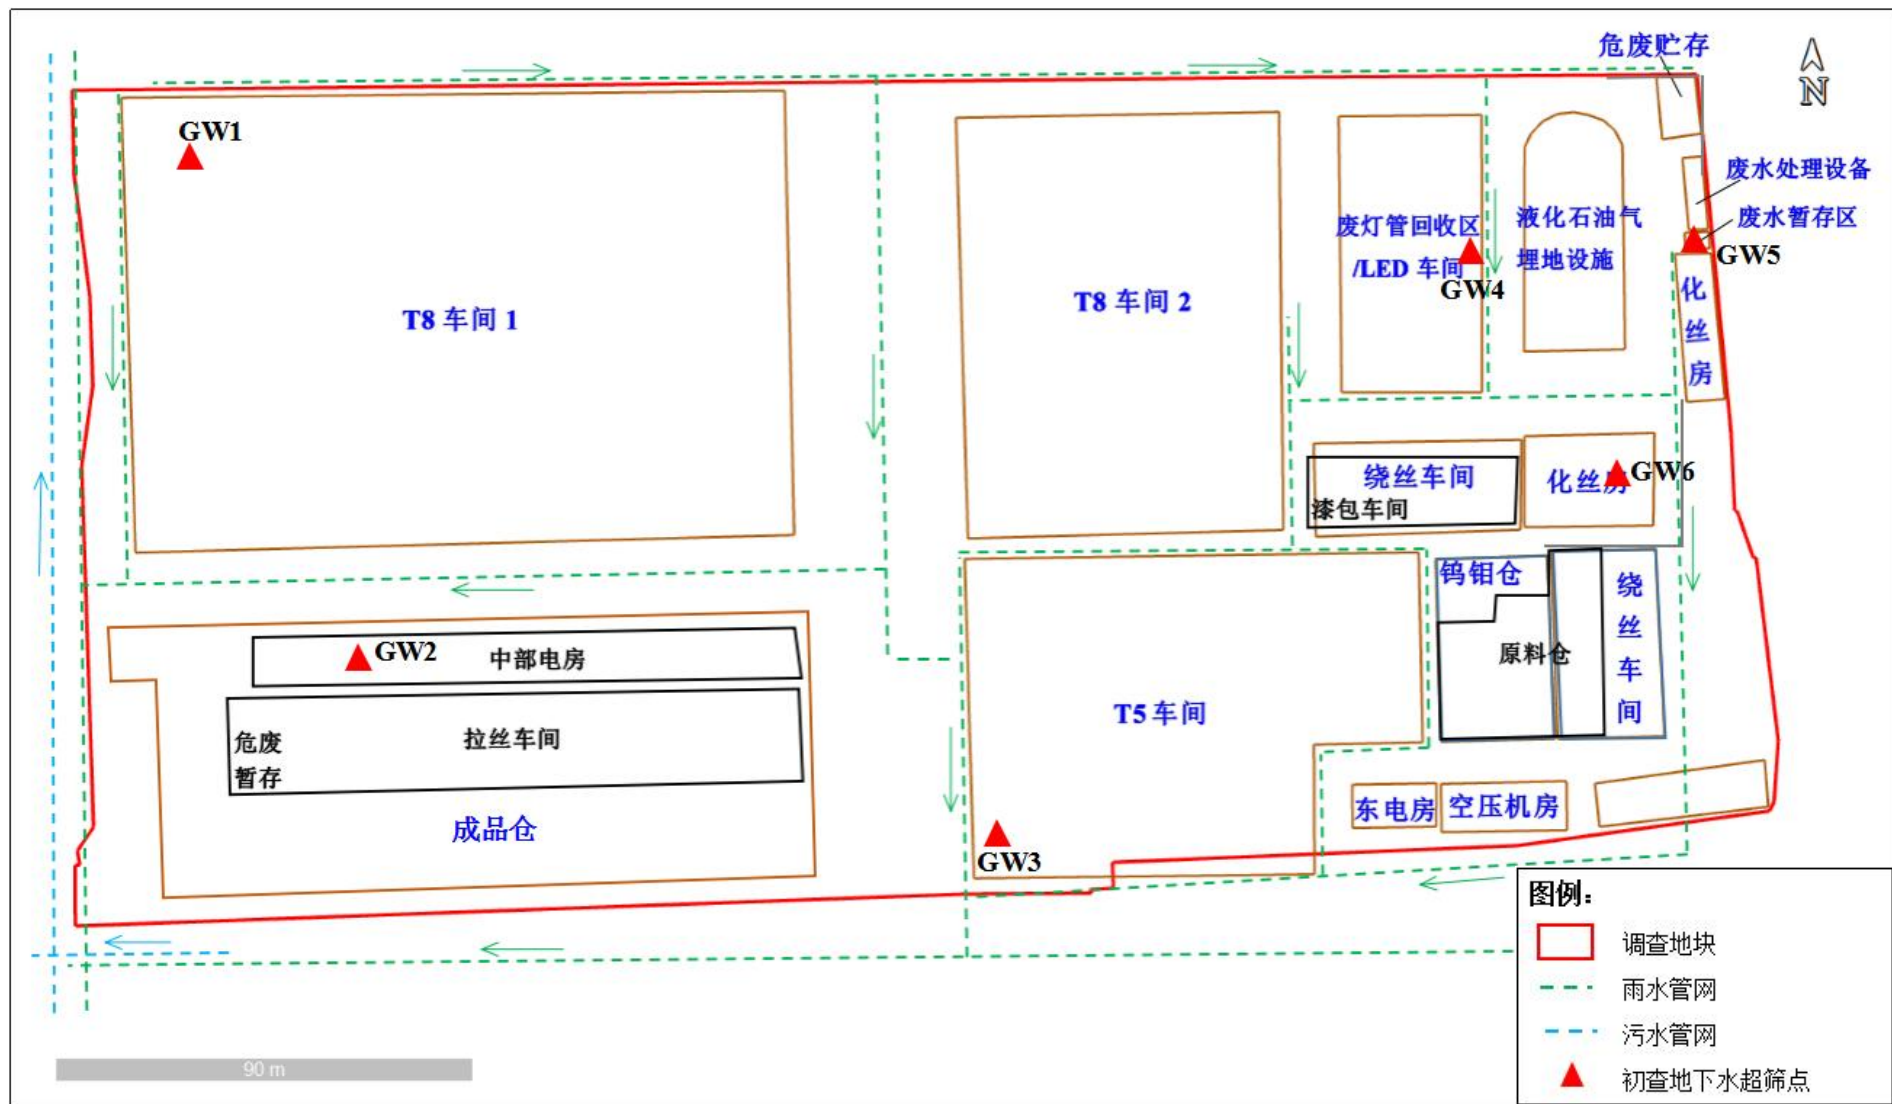 危废贮存
N
GW1
废水处理设备
废水暂存区
GW5
废灯管回收区
/LED 车间
GW4
液化石油气
埋地设施
T8 车间 1
T8 车间 2
化
丝
房
绕丝车间
漆包车间
化丝房
GW6
钨钼仓
原料仓
绕
丝
车
间
GW2
中部电房
危废
暂存
拉丝车间
成品仓
T5 车间
GW3
东电房
空压机房
图例：
调查地块
雨水管网
污水管网
初查地下水超筛点
90 m